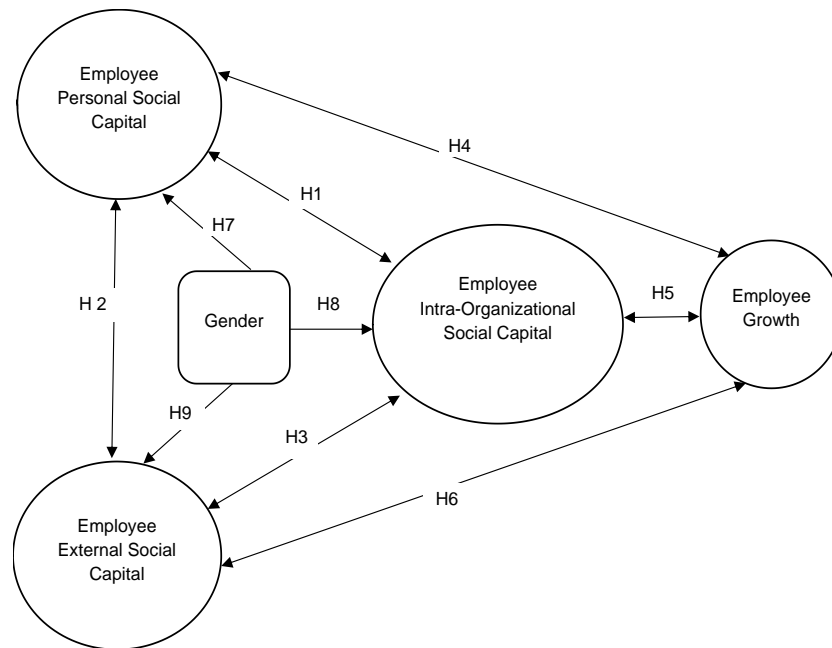 Employee
Personal Social
Capital
H4
H1
H7
H 2
Gender
H8
Employee
Intra-Organizational
Social Capital
H5
Employee
Growth
H9
H3
H6
Employee
External Social
Capital